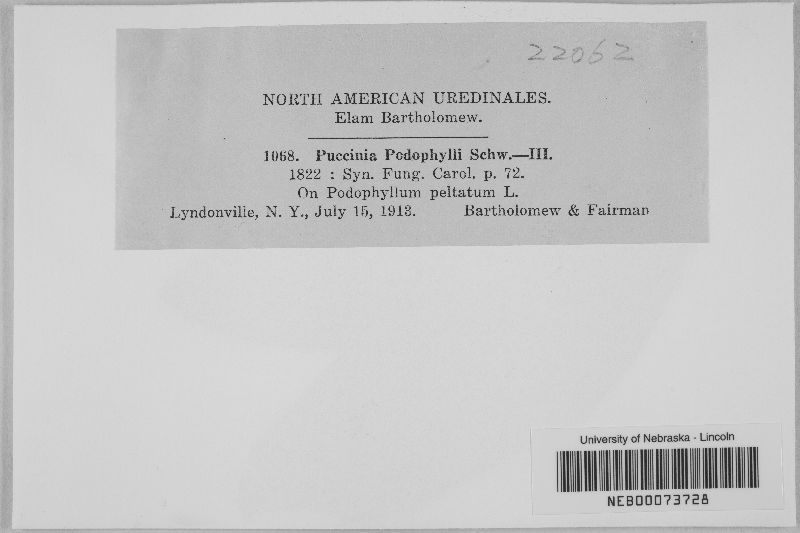 22062
NORTH AMERICAN UREDINALES.
Elam Bartholomew.
1068. Puccinia Podophylli Schw.—III.
1822 : Syn. Fung. Carol. p. 72.
On Podophyllum peltatum L.
Lyndonville, N. Y., July 15, 1913. Bartholomew & Fairman
University of Nebraska - Lincoln
NEB00073728